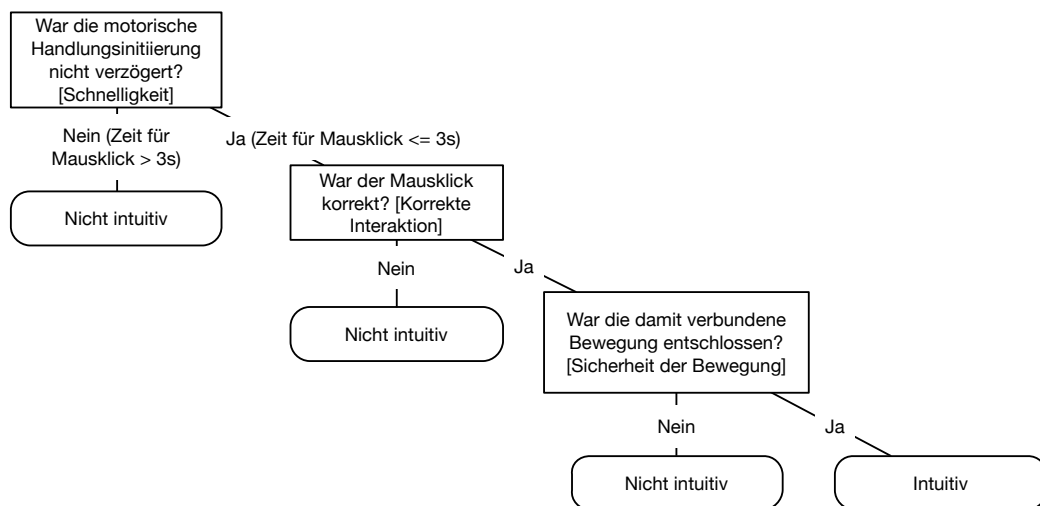 War die motorische
Handlungsinitiierung
nicht verzögert?
[Schnelligkeit]
Nein (Zeit für
Mausklick > 3s)
Ja (Zeit für Mausklick <= 3s)
Nicht intuitiv
War der Mausklick
korrekt? [Korrekte
Interaktion]
Nein
Ja
Nicht intuitiv
War die damit verbundene
Bewegung entschlossen?
[Sicherheit der Bewegung]
Nein
Ja
Nicht intuitiv
Intuitiv